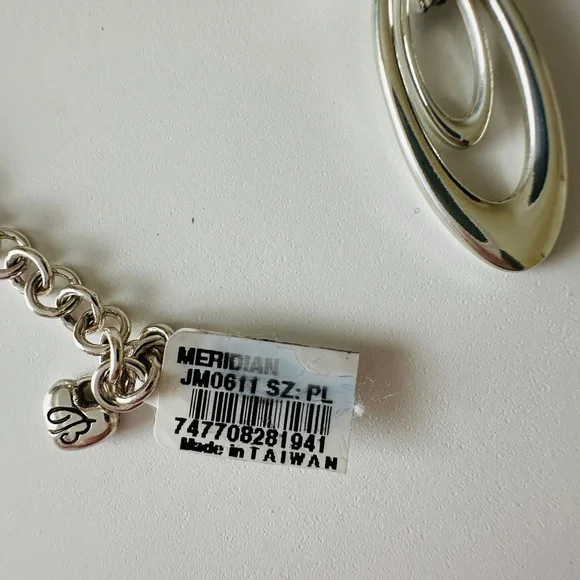 MERIDIAN
JM0611 SZ: PL
747708281941
Made in TAIWAN
B